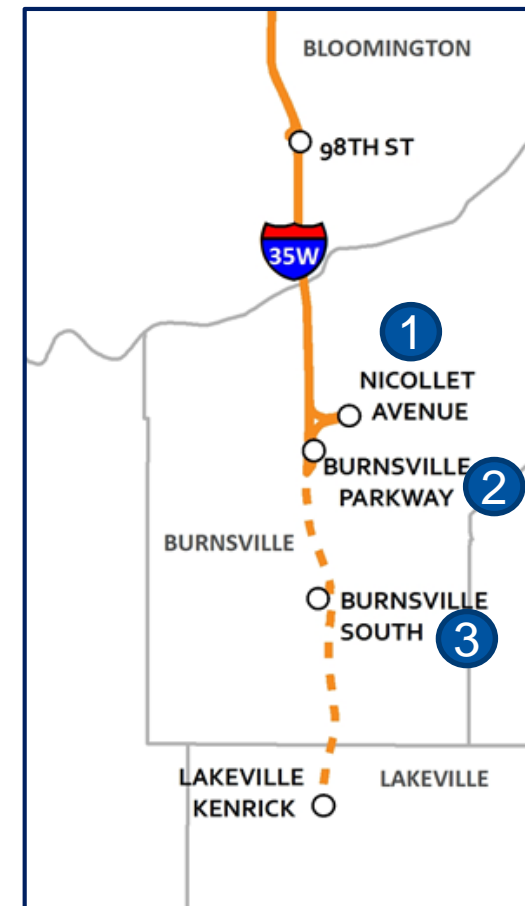 BLOOMINGTON
98TH ST
35W
1
NICOLLET
AVENUE
BURNSVILLE
PARKWAY
2
BURNSVILLE
BURNSVILLE
SOUTH
3
LAKEVILLE
KENRICK
LAKEVILLE